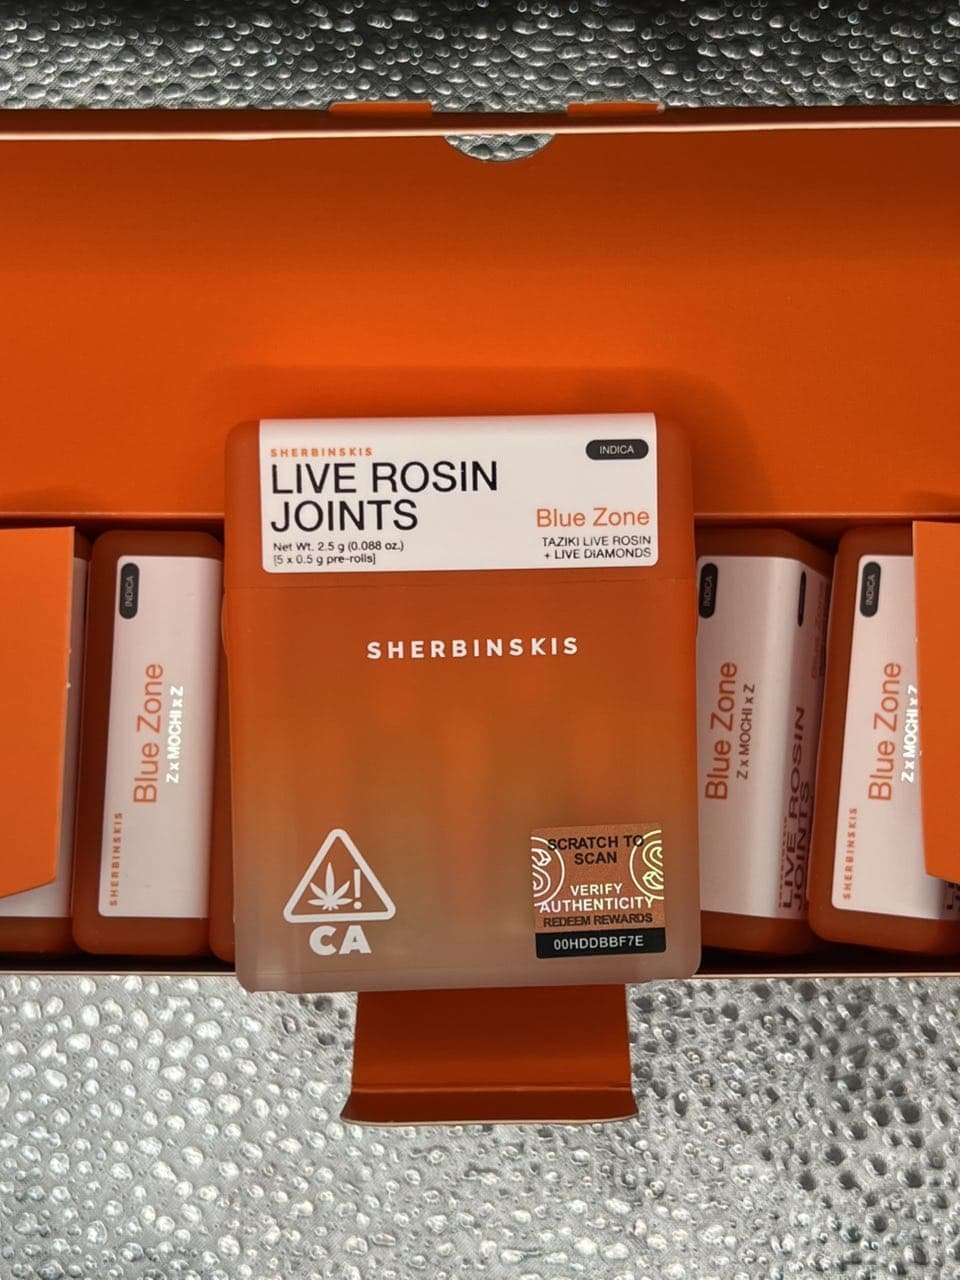 SHERBINSKIS
LIVE ROSIN
JOINTS
Net Wt. 2.5 g (0.088 oz.)
[5 x 0.5 g pre-rolls]
INDICA
Blue Zone
TAZIKI LIVE ROSIN
+ LIVE DIAMONDS
SHERBINSKIS
CA
SCRATCH TO
SCAN
VERIFY
AUTHENTICITY
REDEEM REWARDS
00HDDBBF7E
INDICA
Blue Zone
Z x MOCHI x Z
SHERBINSKIS
INDICA
Blue Zone
Z x MOCHI x Z
LIVE ROSIN
JOINTS
INDICA
Blue Zone
Z x MOCHI x Z
SHERBINSKIS